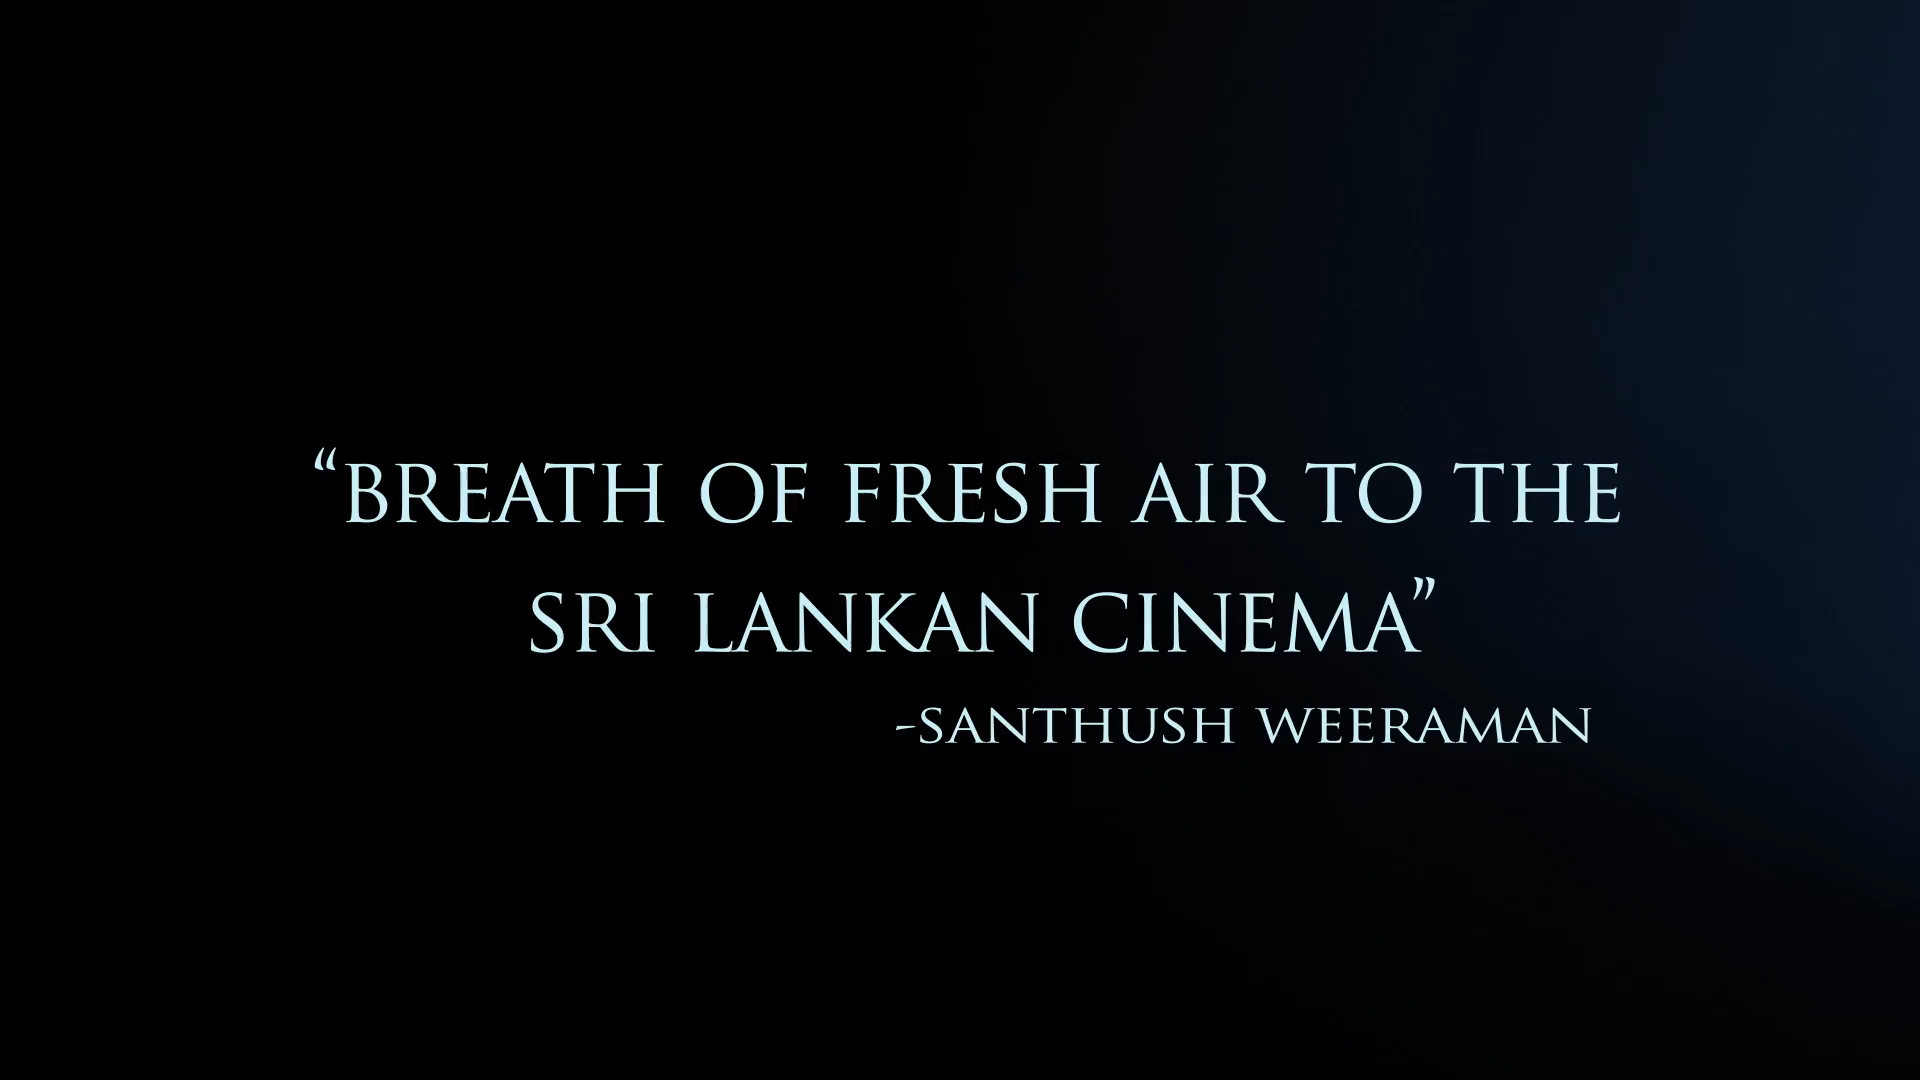 “BREATH OF FRESH AIR TO THE
SRI LANKAN CINEMA”
-SANTHUSH WEERAMAN